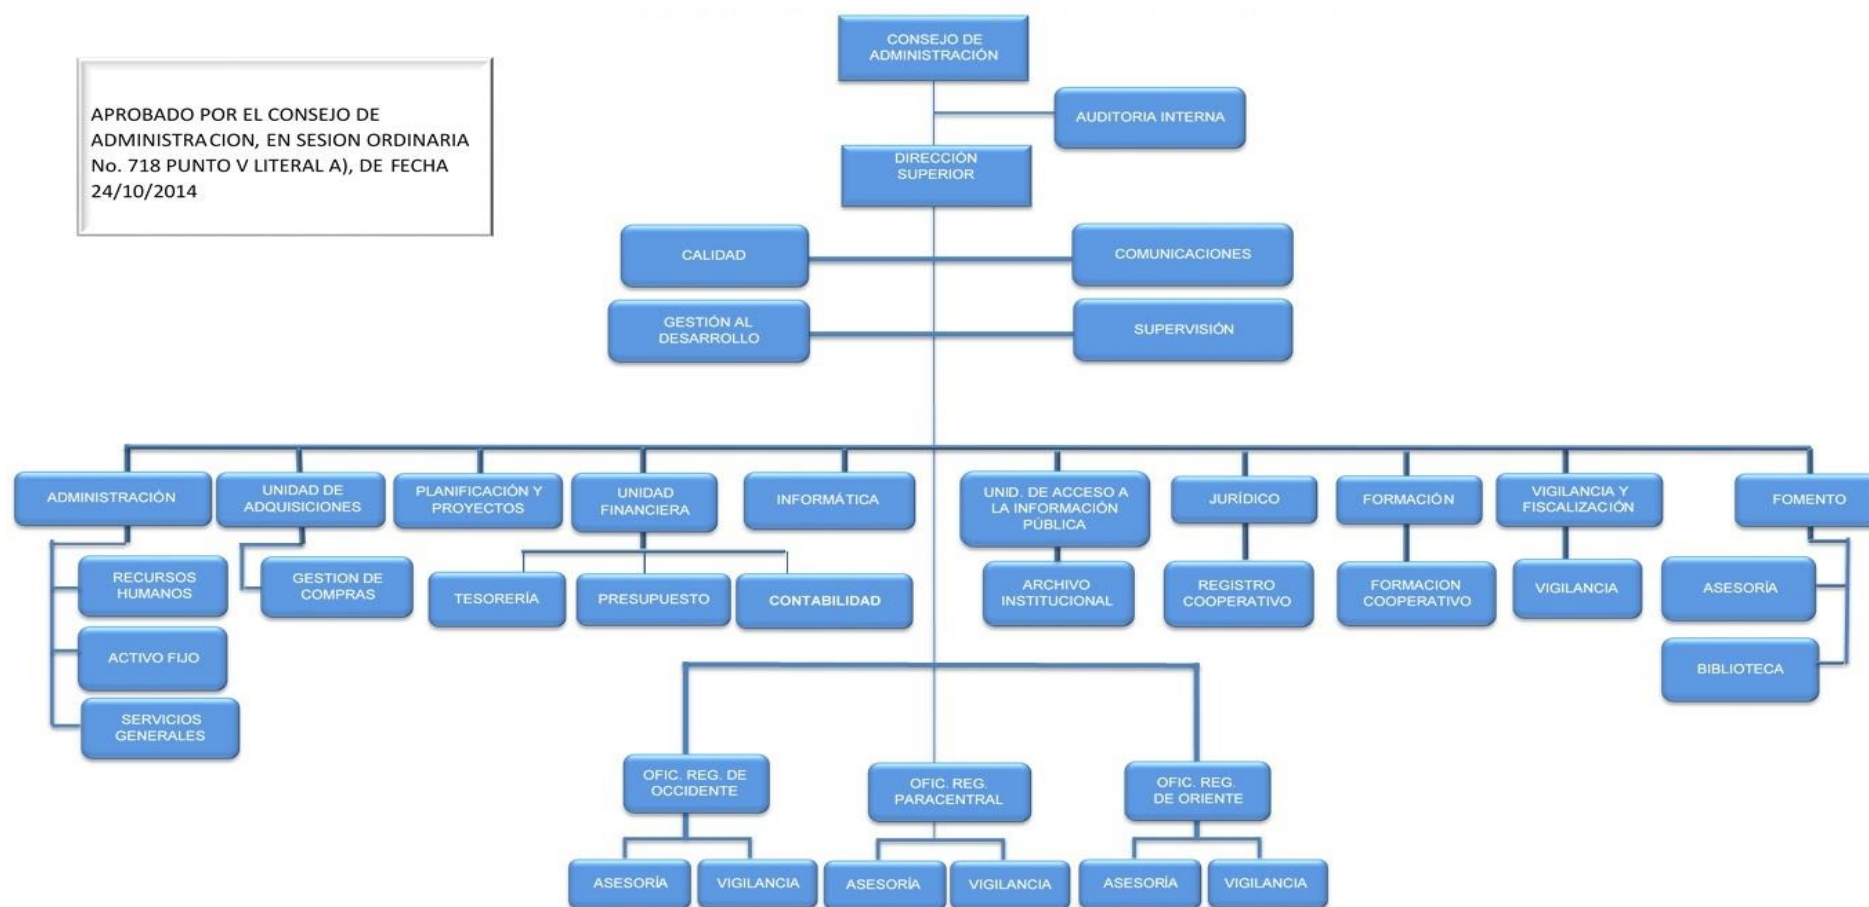 CONSEJO DE
ADMINISTRACIÓN
APROBADO POR EL CONSEJO DE
ADMINISTRACION, EN SESION ORDINARIA
No. 718 PUNTO V LITERAL A), DE FECHA
24/10/2014
AUDITORIA INTERNA
DIRECCIÓN
SUPERIOR
CALIDAD
COMUNICACIONES
GESTIÓN AL
DESARROLLO
SUPERVISIÓN
ADMINISTRACIÓN
UNIDAD DE
ADQUISICIONES
PLANIFICACIÓN Y
PROYECTOS
UNIDAD
FINANCIERA
INFORMÁTICA
UNID. DE ACCESO A
LA INFORMACIÓN
PÚBLICA
JURÍDICO
FORMACIÓN
VIGILANCIA Y
FISCALIZACIÓN
FOMENTO
RECURSOS
HUMANOS
GESTION DE
COMPRAS
TESORERÍA
PRESUPUESTO
CONTABILIDAD
ARCHIVO
INSTITUCIONAL
REGISTRO
COOPERATIVO
FORMACION
COOPERATIVO
VIGILANCIA
ASESORÍA
ACTIVO FIJO
BIBLIOTECA
SERVICIOS
GENERALES
OFIC. REG. DE
OCCIDENTE
OFIC. REG.
PARACENTRAL
OFIC. REG.
DE ORIENTE
ASESORÍA
VIGILANCIA
ASESORÍA
VIGILANCIA
ASESORÍA
VIGILANCIA